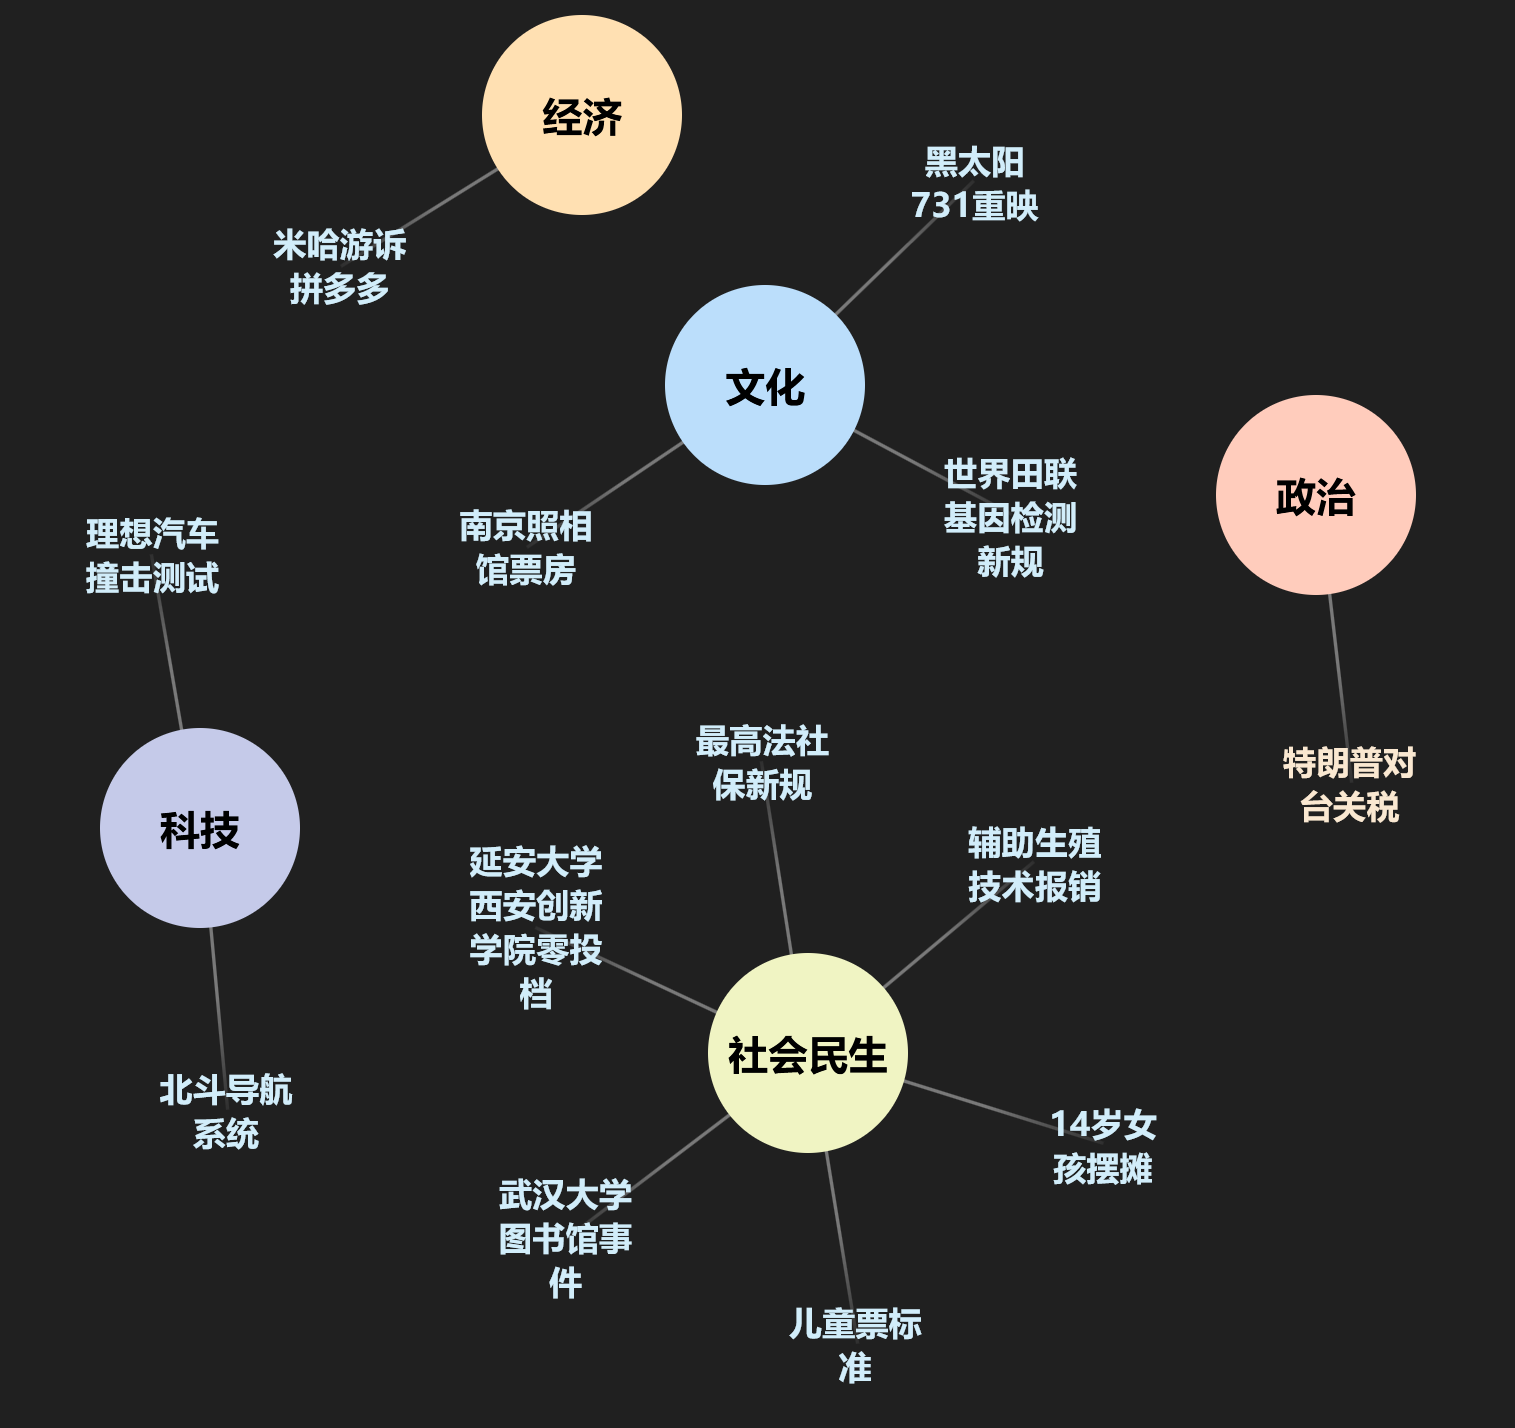 经济
米哈游诉
拼多多
黑太阳
731重映
文化
世界田联
基因检测
新规
南京照相
馆票房
政治
特朗普对
台关税
理想汽车
撞击测试
科技
北斗导航
系统
最高法社
保新规
辅助生殖
技术报销
延安大学
西安创新
学院零投
档
社会民生
14岁女
孩摆摊
武汉大学
图书馆事
件
儿童票标
准